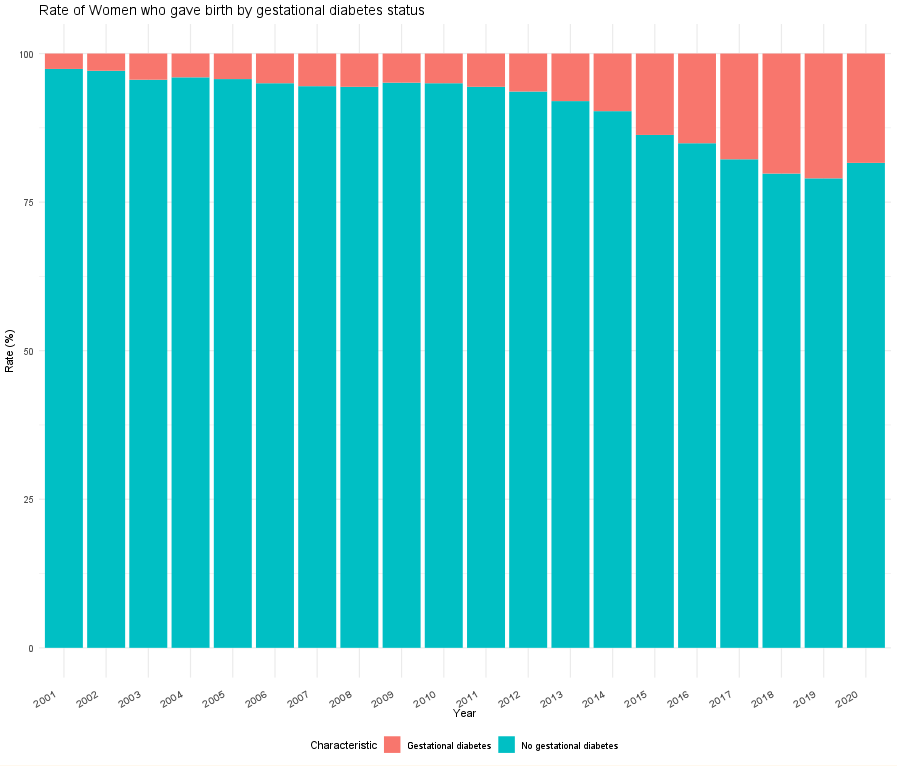 Rate of Women who gave birth by gestational diabetes status
100
75
50
25
0
Rate (%)
2001 2002 2003 2004 2005 2006 2007 2008 2009 2010 2011 2012 2013 2014 2015 2016 2017 2018 2019 2020
Year
Characteristic Gestational diabetes No gestational diabetes